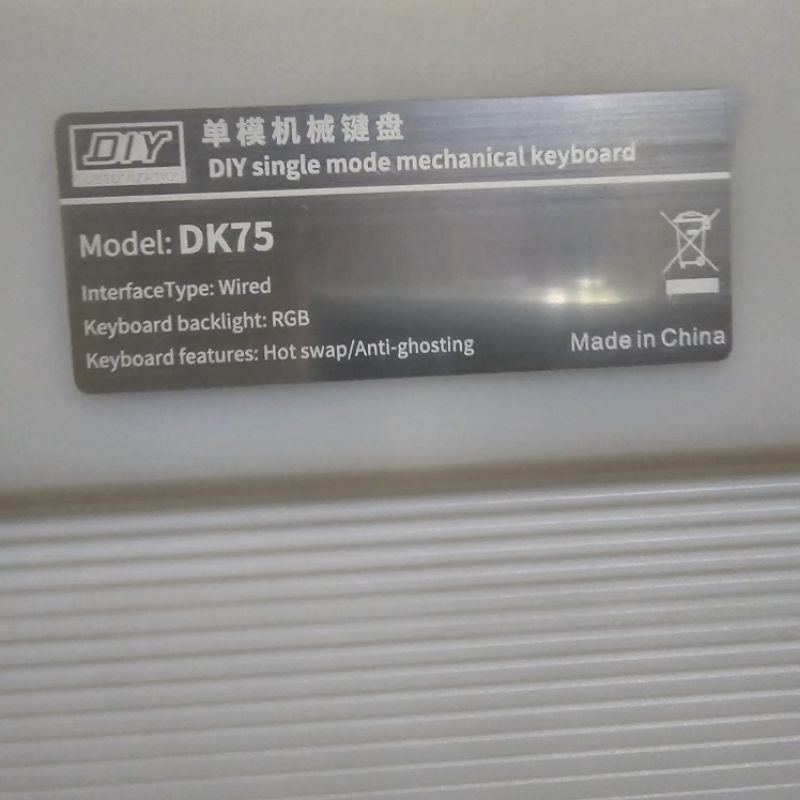 DIY
CUSTOMIZATION
单模机械键盘
DIY single mode mechanical keyboard
Model: DK75
InterfaceType: Wired
Keyboard backlight: RGB
Keyboard features: Hot swap/Anti-ghosting
Made in China